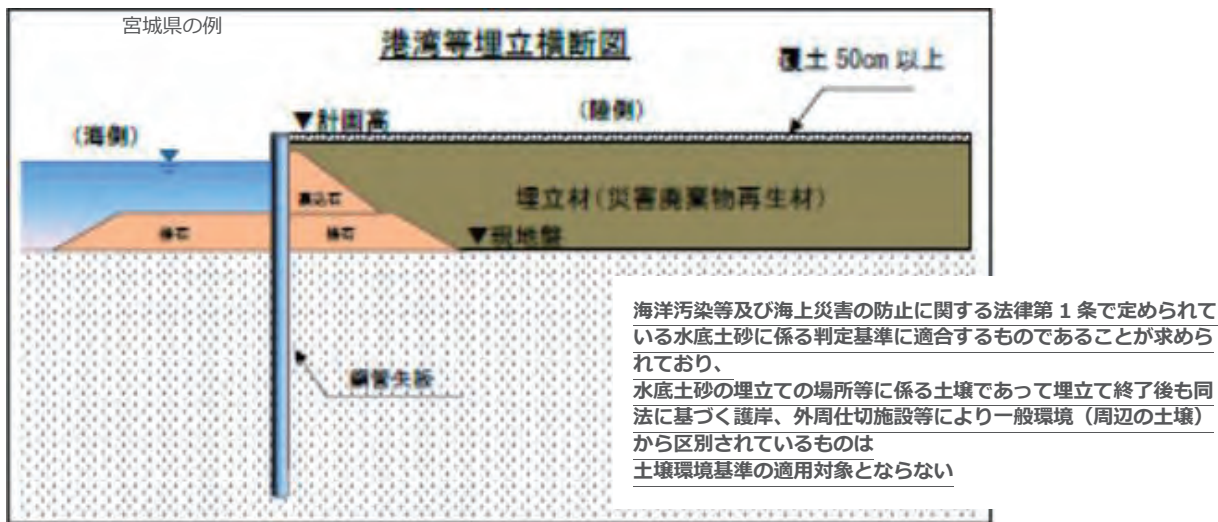 宮城県の例
港湾等埋立横断図
覆土 50cm 以上
(海側)
▼計画高
(陸側)
裏込石
埋立材(災害廃棄物再生材)
捨石
捨石
▼現地盤
鋼管矢板
海洋汚染等及び海上災害の防止に関する法律第 1 条で定められて
いる水底土砂に係る判定基準に適合するものであることが求めら
れており、
水底土砂の埋立ての場所等に係る土壌であって埋立て終了後も同
法に基づく護岸、外周仕切施設等により一般環境（周辺の土壌）
から区別されているものは
土壌環境基準の適用対象とならない